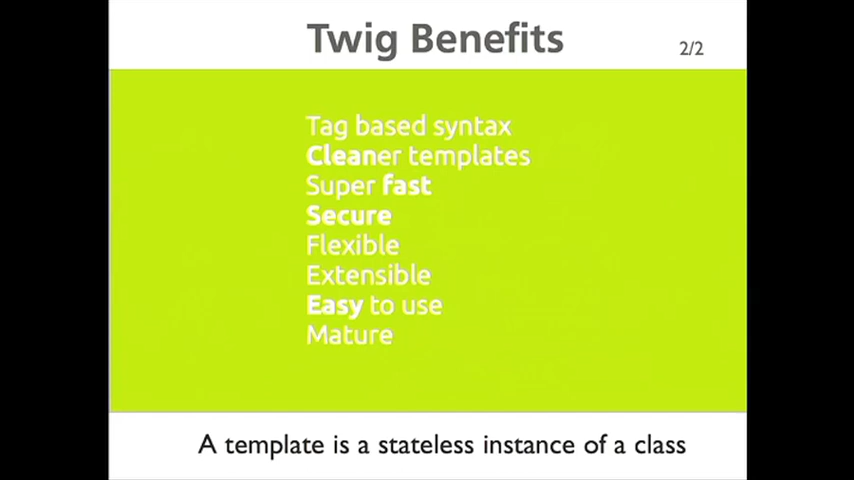 Twig Benefits
2/2
Tag based syntax
Cleaner templates
Super fast
Secure
Flexible
Extensible
Easy to use
Mature
A template is a stateless instance of a class